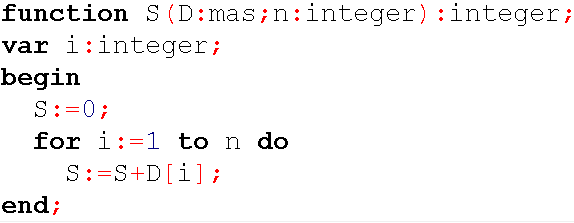 function S(D:mas;n:integer):integer;
var i:integer;
begin
  S:=0;
  for i:=1 to n do
    S:=S+D[i];
end;